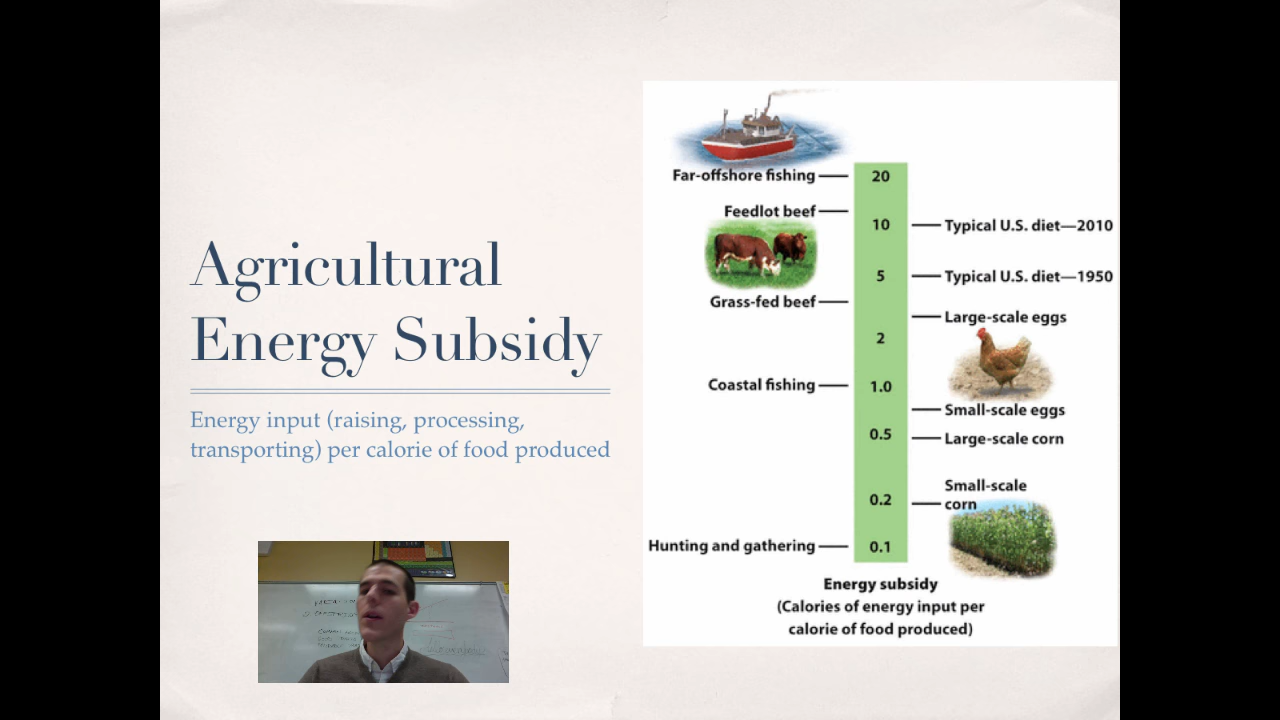 Agricultural
Energy Subsidy
Energy input (raising, processing,
transporting) per calorie of food produced
Far-offshore fishing
20
Feedlot beef
10
Typical U.S. diet—2010
5
Typical U.S. diet—1950
Grass-fed beef
Large-scale eggs
2
Coastal fishing
1.0
Small-scale eggs
0.5
Large-scale corn
Small-scale
corn
0.2
Hunting and gathering
0.1
Energy subsidy
(Calories of energy input per
calorie of food produced)